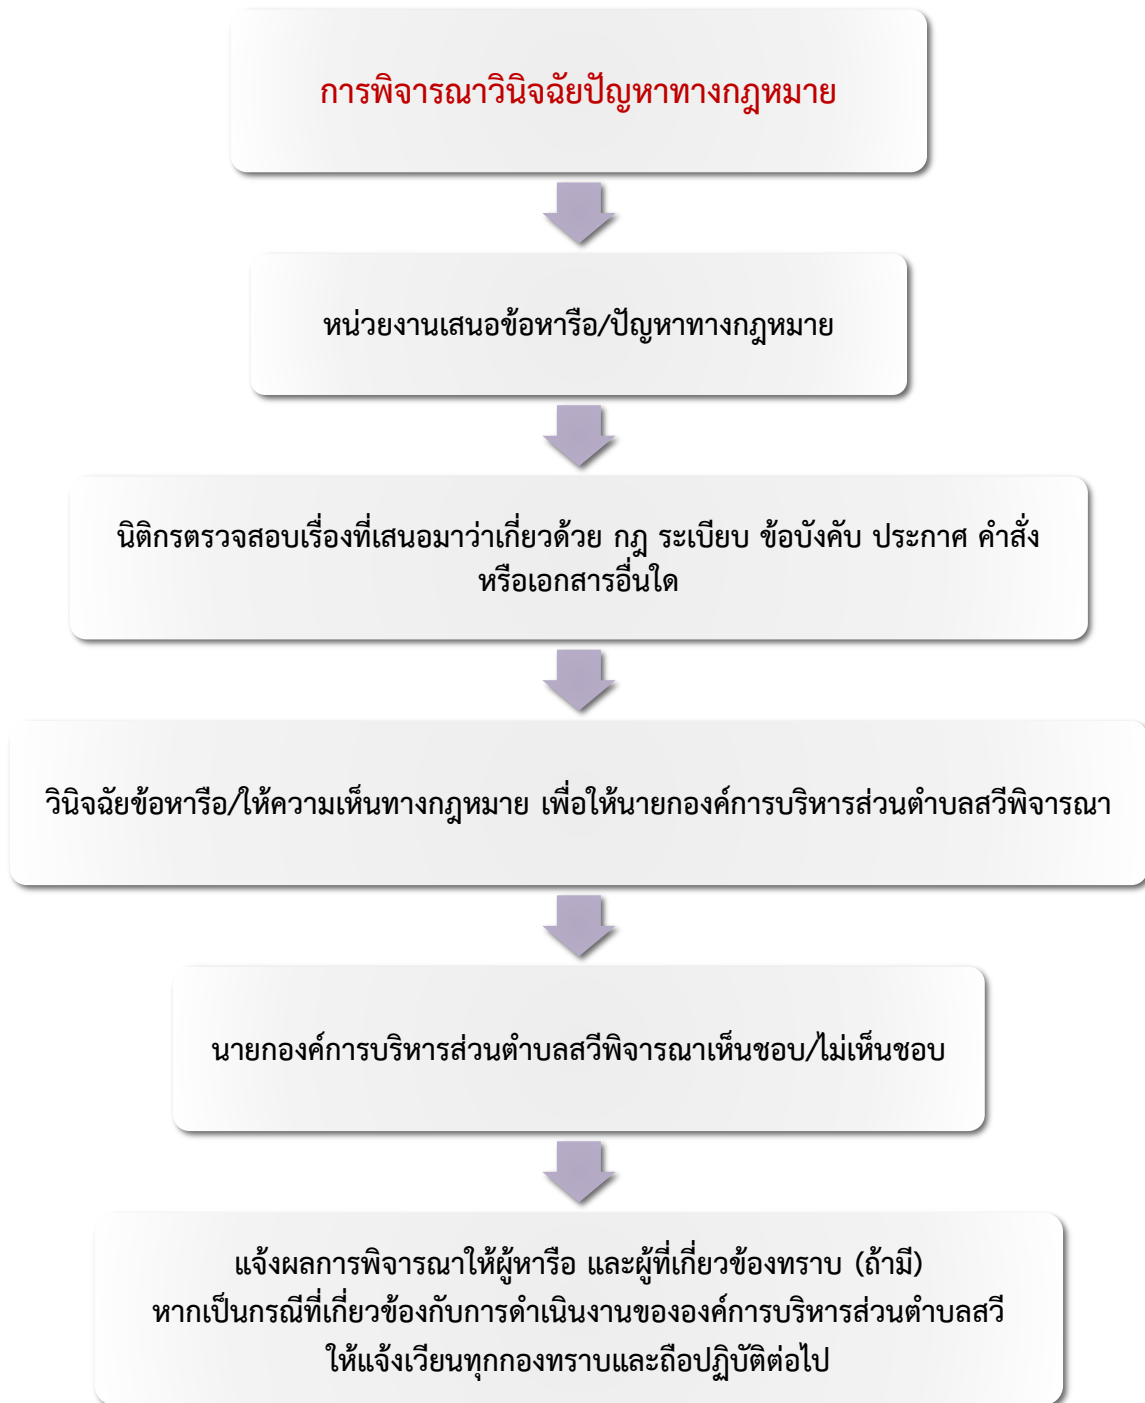 การพิจารณาวินิจฉัยปัญหาทางกฎหมาย
หน่วยงานเสนอข้อหารือ/ปัญหาทางกฎหมาย
นิติกรตรวจสอบเรื่องที่เสนอมาว่าเกี่ยวด้วย กฎ ระเบียบ ข้อบังคับ ประกาศ คำสั่ง
หรือเอกสารอื่นใด
วินิจฉัยข้อหารือ/ให้ความเห็นทางกฎหมาย เพื่อให้นายกองค์การบริหารส่วนตำบลสวีพิจารณา
นายกองค์การบริหารส่วนตำบลสวีพิจารณาเห็นชอบ/ไม่เห็นชอบ
แจ้งผลการพิจารณาให้ผู้หารือ และผู้ที่เกี่ยวข้องทราบ (ถ้ามี)
หากเป็นกรณีที่เกี่ยวข้องกับการดำเนินงานขององค์การบริหารส่วนตำบลสวี
ให้แจ้งเวียนทุกกองทราบและถือปฏิบัติต่อไป